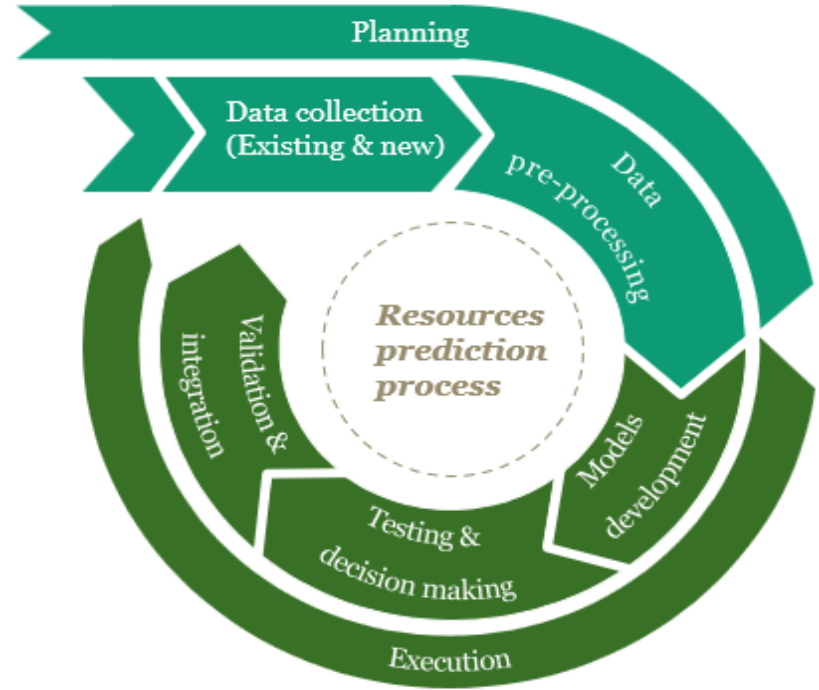 Planning
Data collection
(Existing & new)
Data
pre-processing
Resources
prediction
process
Models
development
Testing &
decision making
Validation &
integration
Execution